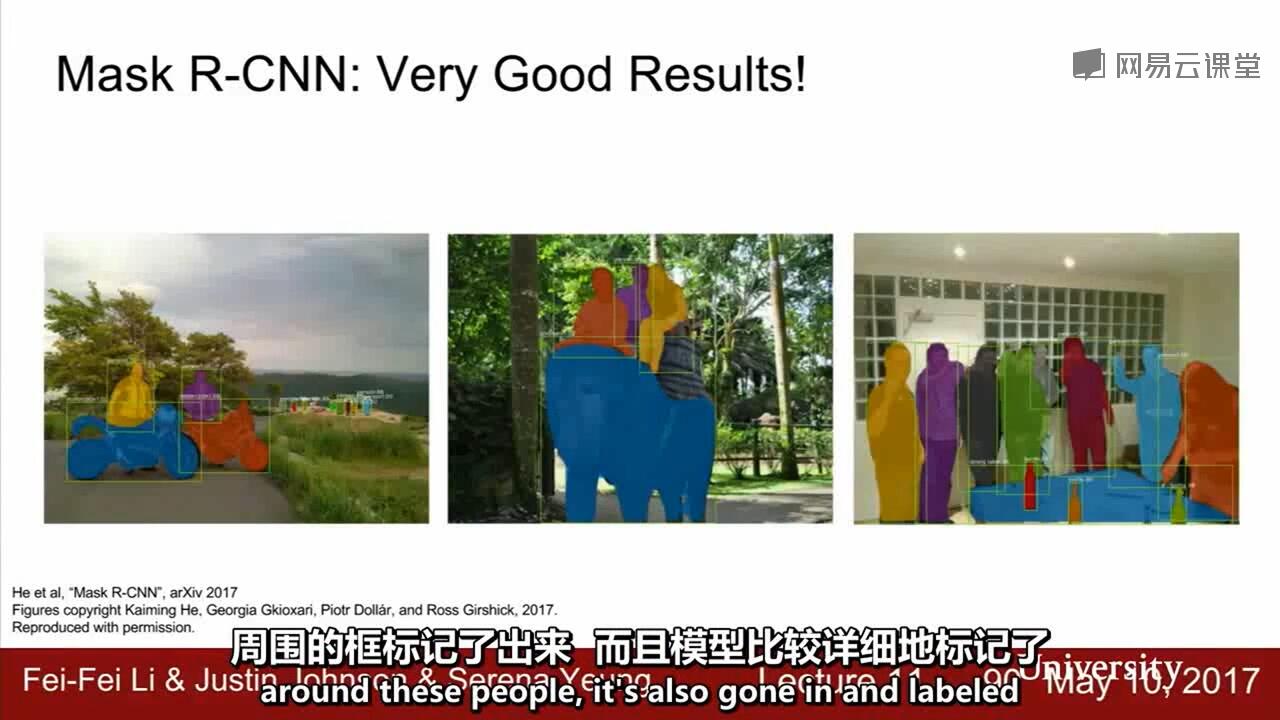 Mask R-CNN: Very Good Results!
网易云课堂
He et al, “Mask R-CNN”, arXiv 2017
Figures copyright Kaiming He, Georgia Gkioxari, Piotr Dollár, and Ross Girshick, 2017.
Reproduced with permission.
周围的框标记了出来 而且模型比较详细地标记了
Fei-Fei Li & Justin Johnson & Serena Yeung Lecture 11 90 University May 10, 2017
around these people, it's also gone in and labeled